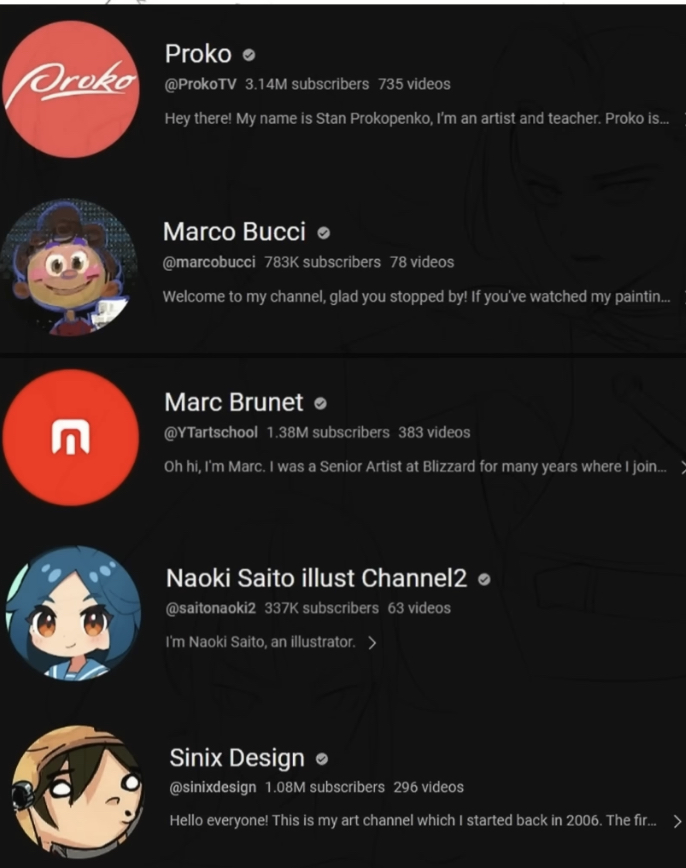 Proko
Proko
@ProkoTV 3.14M subscribers 735 videos
Hey there! My name is Stan Prokopenko, I'm an artist and teacher. Proko is...
Marco Bucci
@marcobucci 783K subscribers 78 videos
Welcome to my channel, glad you stopped by! If you've watched my paintin...
Marc Brunet
@YTartschool 1.38M subscribers 383 videos
Oh hi, I'm Marc. I was a Senior Artist at Blizzard for many years where I join...
Naoki Saito illust Channel2
@saitonaoki2 337K subscribers 63 videos
I'm Naoki Saito, an illustrator.
Sinix Design
@sinixdesign 1.08M subscribers 296 videos
Hello everyone! This is my art channel which I started back in 2006. The fir...